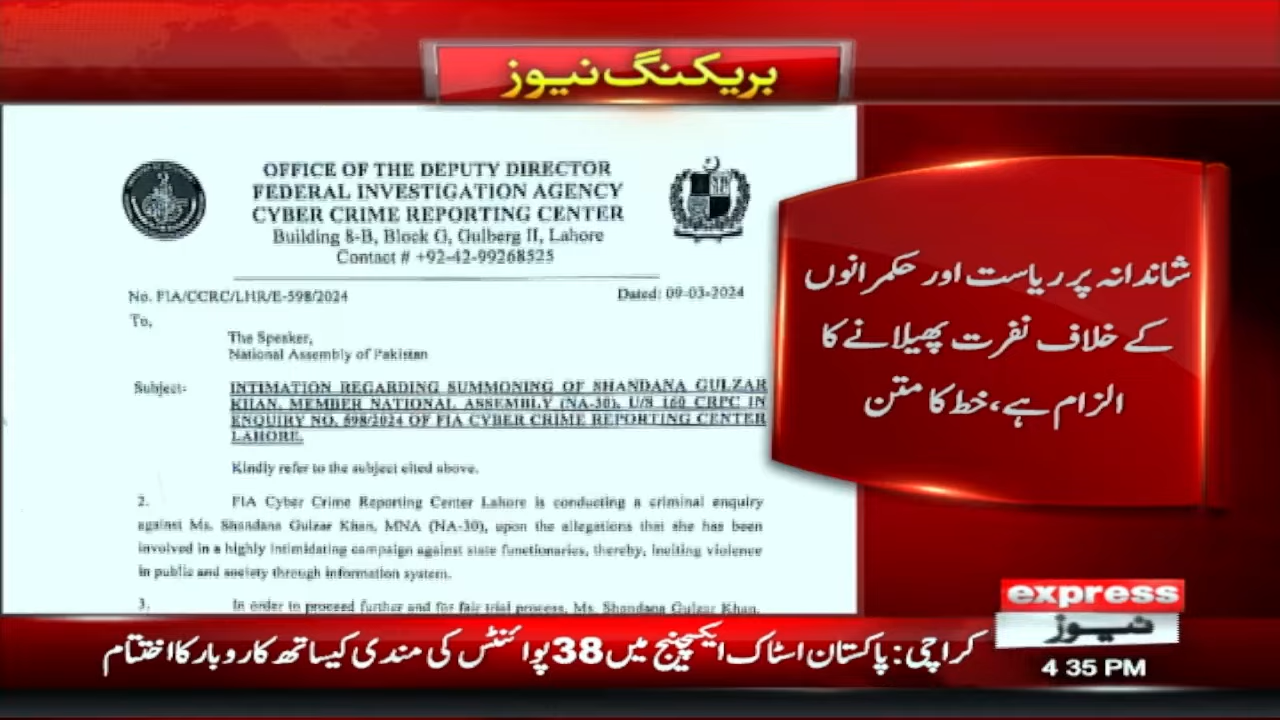 بریکنگ نیوز
OFFICE OF THE DEPUTY DIRECTOR
FEDERAL INVESTIGATION AGENCY
CYBER CRIME REPORTING CENTER
Building 8-B, Block G, Gulberg II, Lahore
Contact # +92-42-99268525
No. FIA/CCRC/LHR/E-598/2024
Dated: 09-03-2024
To,
The Speaker,
National Assembly of Pakistan
Subject:-
INTIMATION REGARDING SUMMONING OF SHANDANA GULZAR
KHAN, MEMBER NATIONAL ASSEMBLY (NA-30), U/S 160 CRPC IN
ENQUIRY NO. 598/2024 OF FIA CYBER CRIME REPORTING CENTER
LAHORE.
Kindly refer to the subject cited above.
2. FIA Cyber Crime Reporting Center Lahore is conducting a criminal enquiry
against Ms. Shandana Gulzar Khan, MNA (NA-30), upon the allegations that she has been
involved in a highly intimidating campaign against state functionaries, thereby, inciting violence
in public and society through information system.
3. In order to proceed further and for fair trial process, Ms. Shandana Gulzar Khan,
شاندانہ پر ریاست اور حکمرانوں
کے خلاف نفرت پھیلانے کا
الزام ہے، خط کا متن
express
نیوز
4 35 PM
کراچی : پاکستان اسٹاک ایکسچینج میں 38 پوائنٹس کی مندی کیساتھ کاروبار کا اختتام